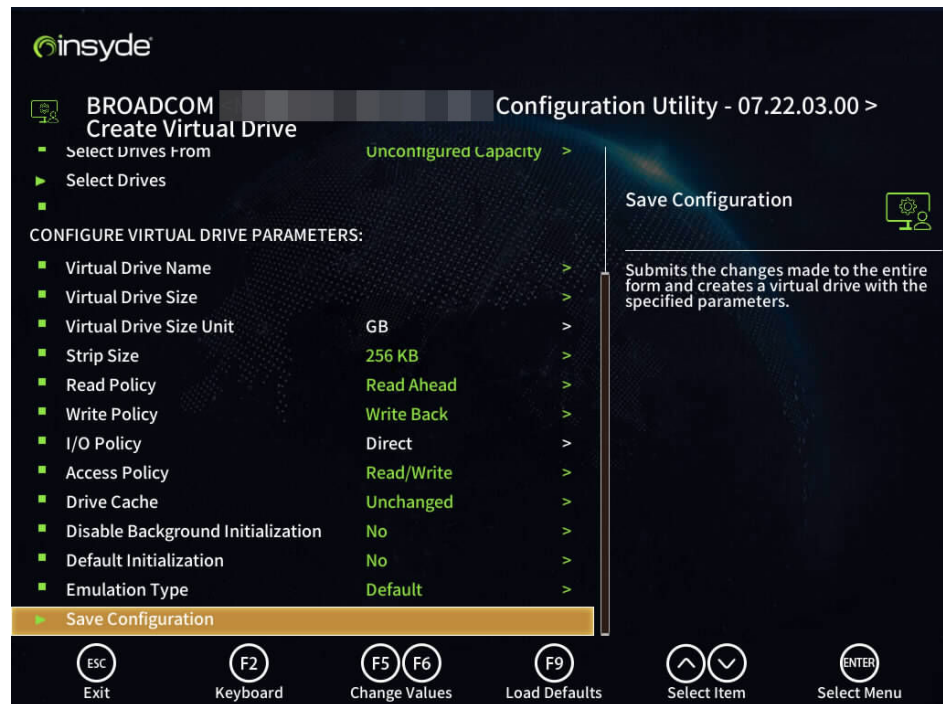 insyde
BROADCOM Configuration Utility - 07.22.03.00 >
Create Virtual Drive
Select Drives From Unconfigured Capacity >
Select Drives
CONFIGURE VIRTUAL DRIVE PARAMETERS:
Virtual Drive Name >
Virtual Drive Size >
Virtual Drive Size Unit GB >
Strip Size 256 KB >
Read Policy Read Ahead >
Write Policy Write Back >
I/O Policy Direct >
Access Policy Read/Write >
Drive Cache Unchanged >
Disable Background Initialization No >
Default Initialization No >
Emulation Type Default >
Save Configuration
Save Configuration
Submits the changes made to the entire
form and creates a virtual drive with the
specified parameters.
ESC F2 F5 F6 F9 ENTER
Exit Keyboard Change Values Load Defaults Select Item Select Menu